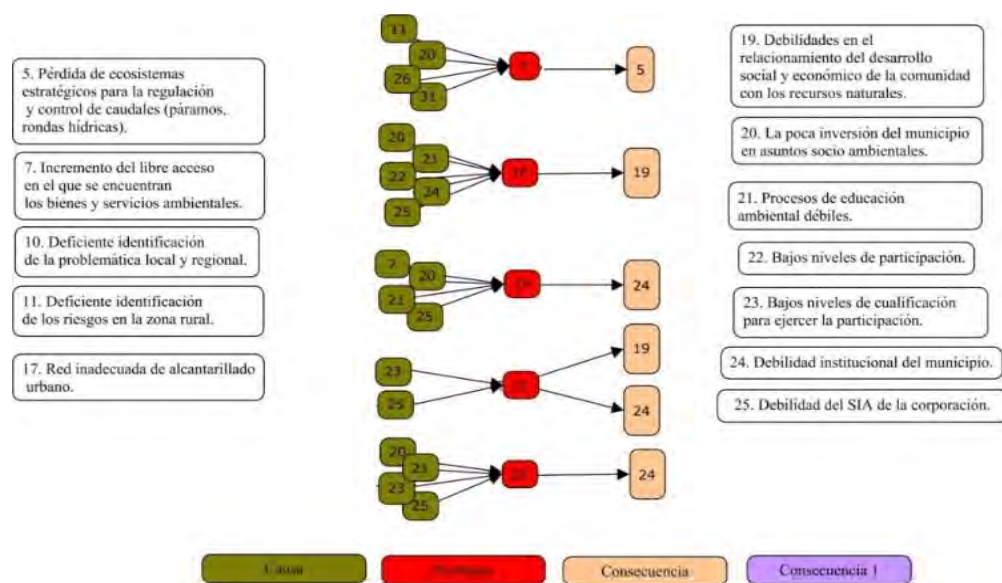 5. Pérdida de ecosistemas
estratégicos para la regulación
y control de caudales (páramos,
rondas hídricas).
7. Incremento del libre acceso
en el que se encuentran
los bienes y servicios ambientales.
10. Deficiente identificación
de la problemática local y regional.
11. Deficiente identificación
de los riesgos en la zona rural.
17. Red inadecuada de alcantarillado
urbano.
11
20
26
31
5
20
21
22
24
25
19
7
20
21
25
24
23
25
19
24
20
23
25
24
19. Debilidades en el
relacionamiento del desarrollo
social y económico de la comunidad
con los recursos naturales.
20. La poca inversión del municipio
en asuntos socio ambientales.
21. Procesos de educación
ambiental débiles.
22. Bajos niveles de participación.
23. Bajos niveles de cualificación
para ejercer la participación.
24. Debilidad institucional del municipio.
25. Debilidad del SIA de la corporación.
Causa
Consecuencia
Consecuencia 1